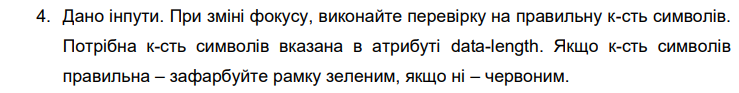 4. Дано інпути. При зміні фокусу, виконайте перевірку на правильну к-сть символів.
Потрібна к-сть символів вказана в атрибуті data-length. Якщо к-сть символів
правильна – зафарбуйте рамку зеленим, якщо ні – червоним.